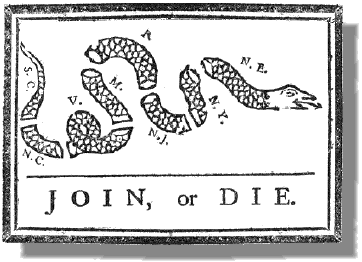 S. C.
N. C.
V.
M.
P.
N. J.
N. Y.
N. E.
JOIN, or DIE.